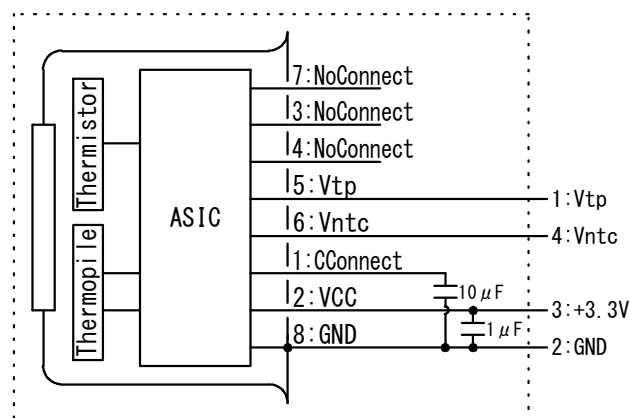 7:NoConnect
3:NoConnect
4:NoConnect
5:Vtp
1:Vtp
6:Vntc
4:Vntc
1:CConnect
10μF
2:VCC
3:+3.3V
1μF
8:GND
2:GND
Thermistor
Thermopile
ASIC